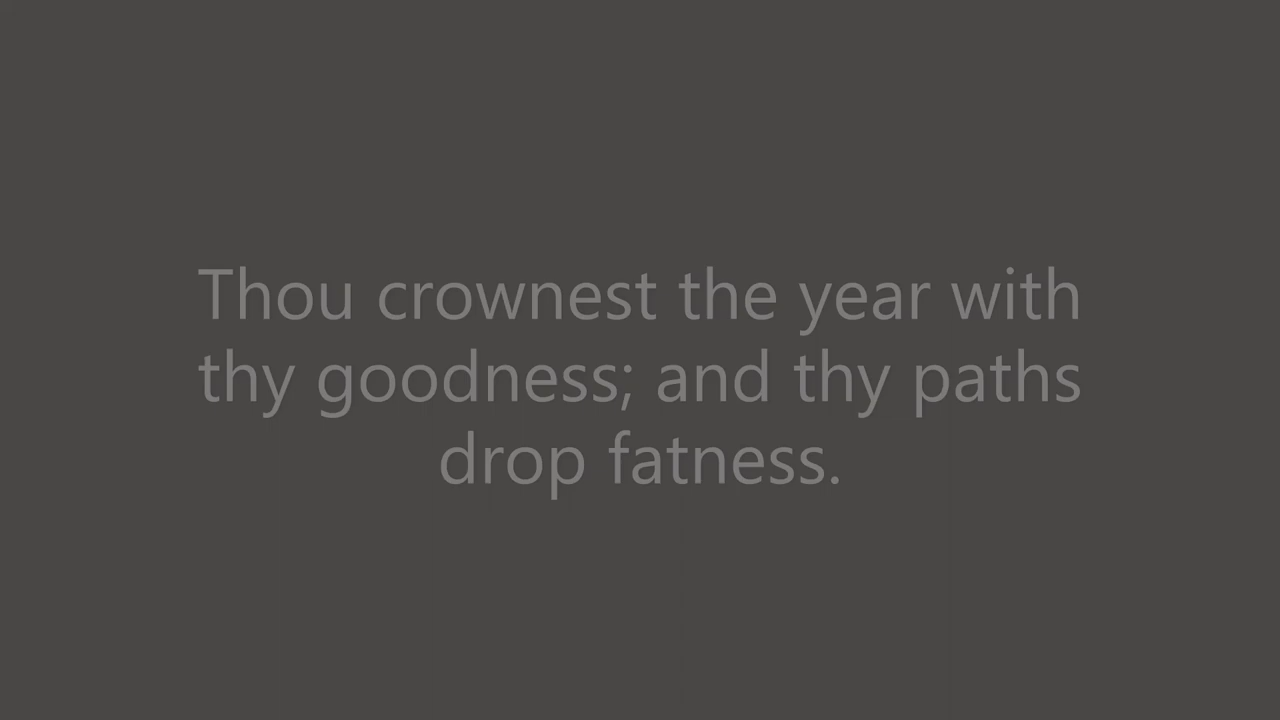 Thou crownest the year with
thy goodness; and thy paths
drop fatness.